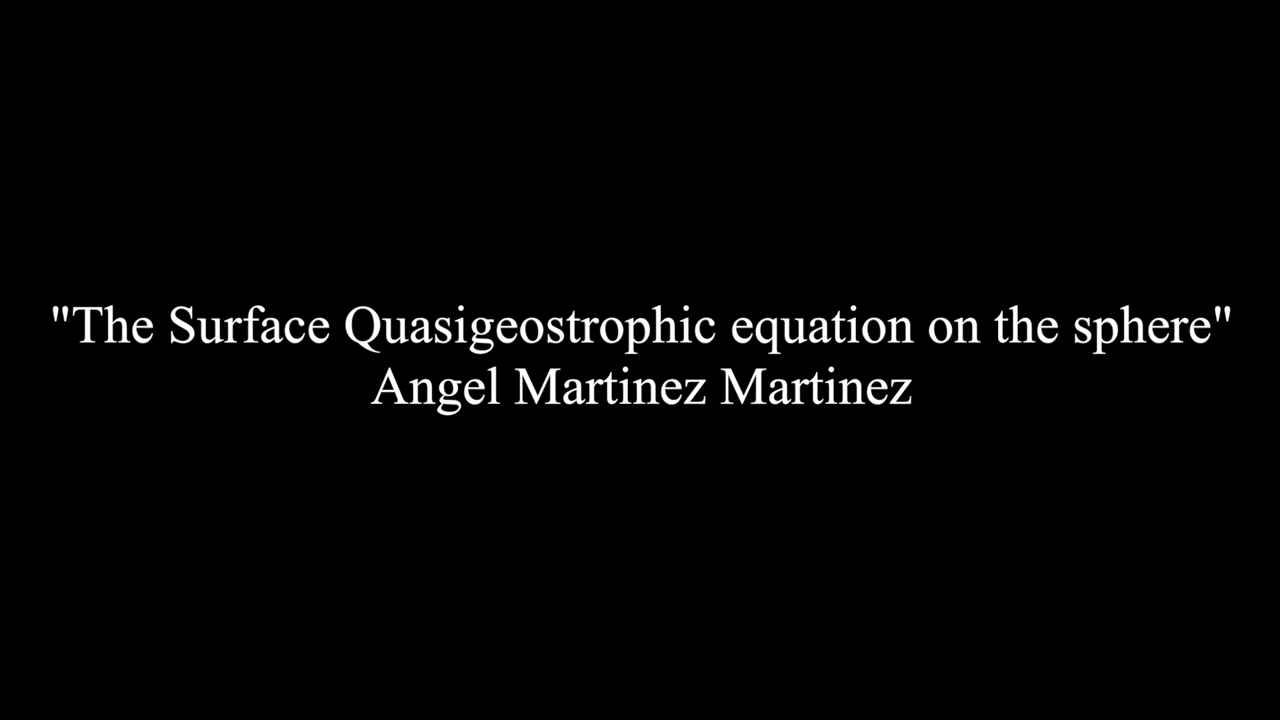 "The Surface Quasigeostrophic equation on the sphere"
Angel Martinez Martinez